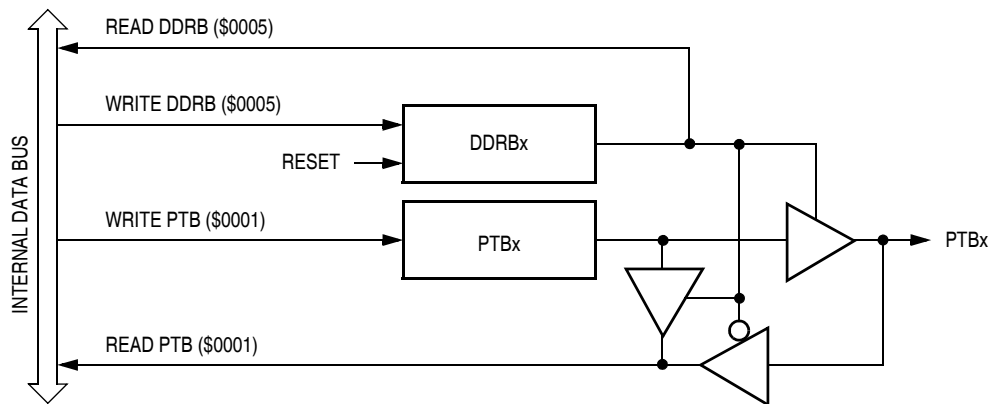 READ DDRB ($0005)
WRITE DDRB ($0005)
DDRBx
RESET
INTERNAL DATA BUS
WRITE PTB ($0001)
PTBx
PTBx
READ PTB ($0001)